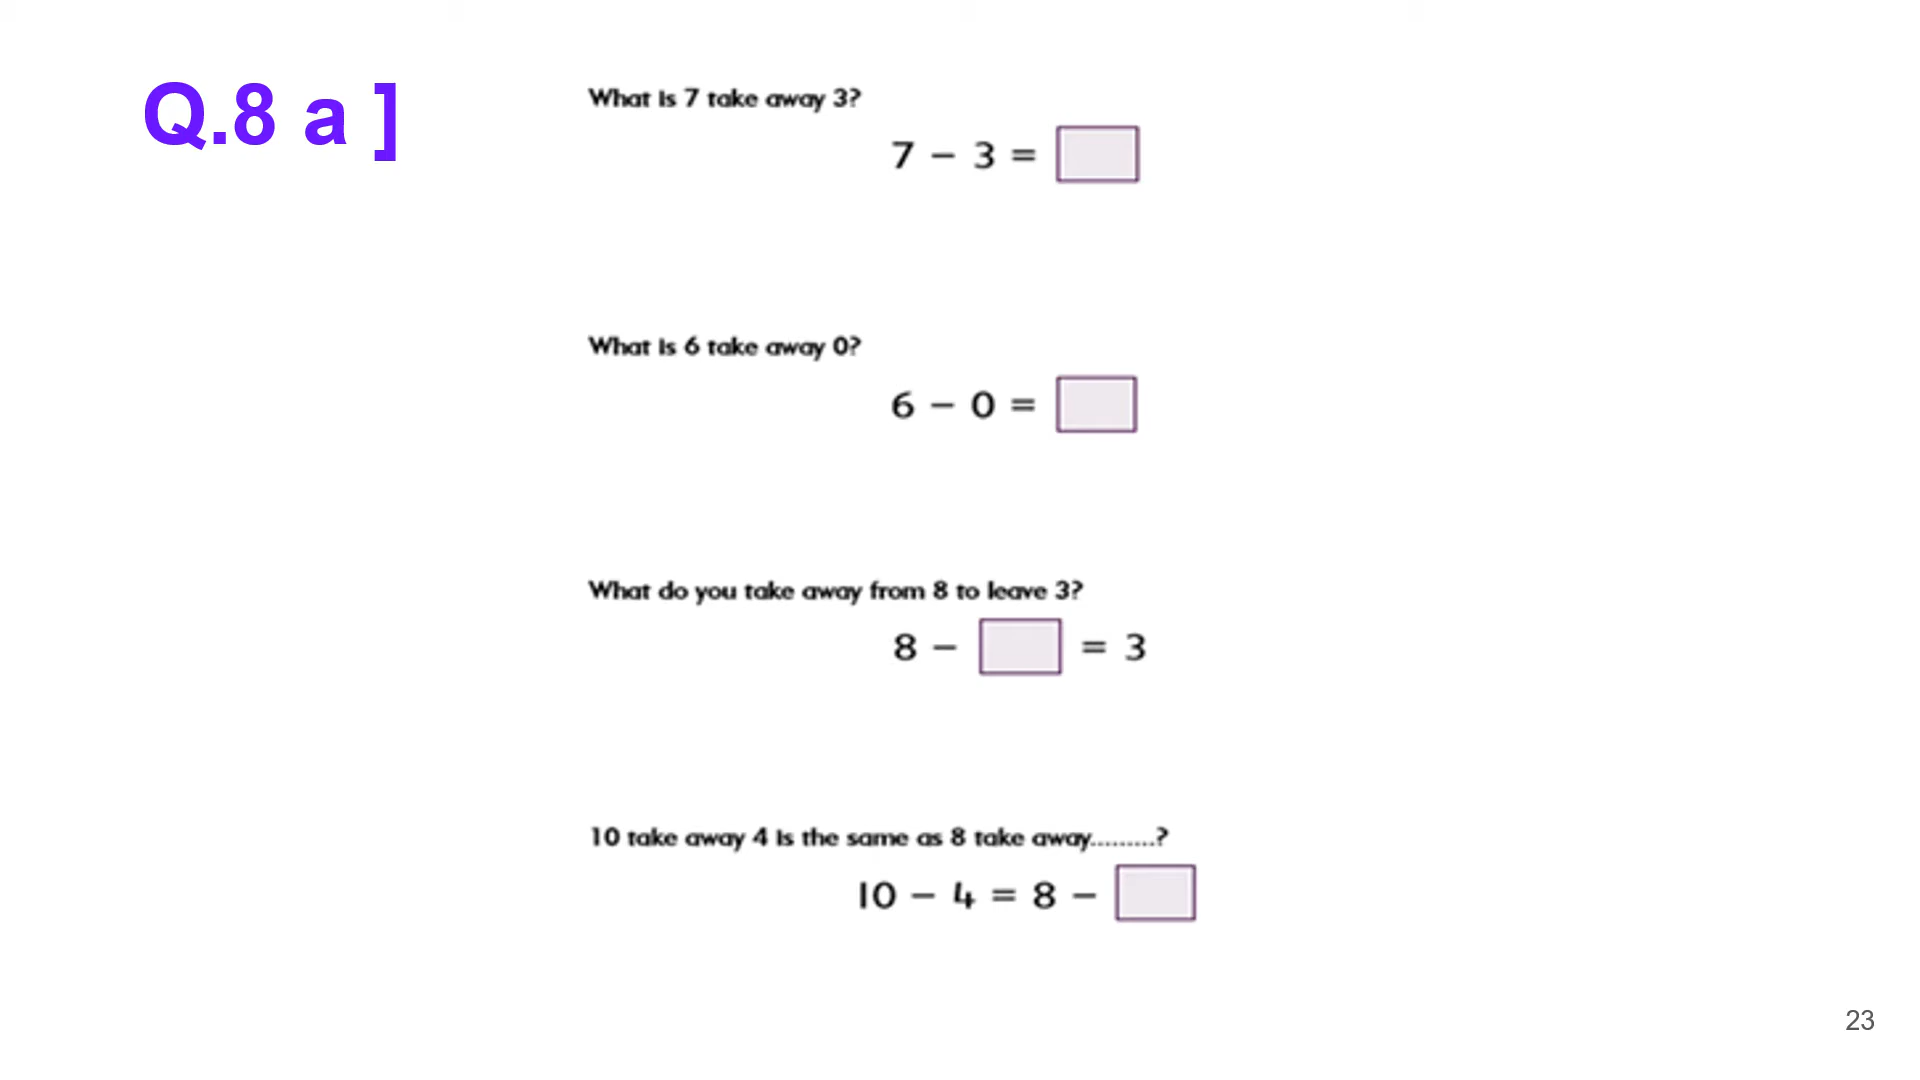 Q.8 a ]
What is 7 take away 3?
7 − 3 =
What is 6 take away 0?
6 − 0 =
What do you take away from 8 to leave 3?
8 − = 3
10 take away 4 is the same as 8 take away.........?
10 − 4 = 8 −
23